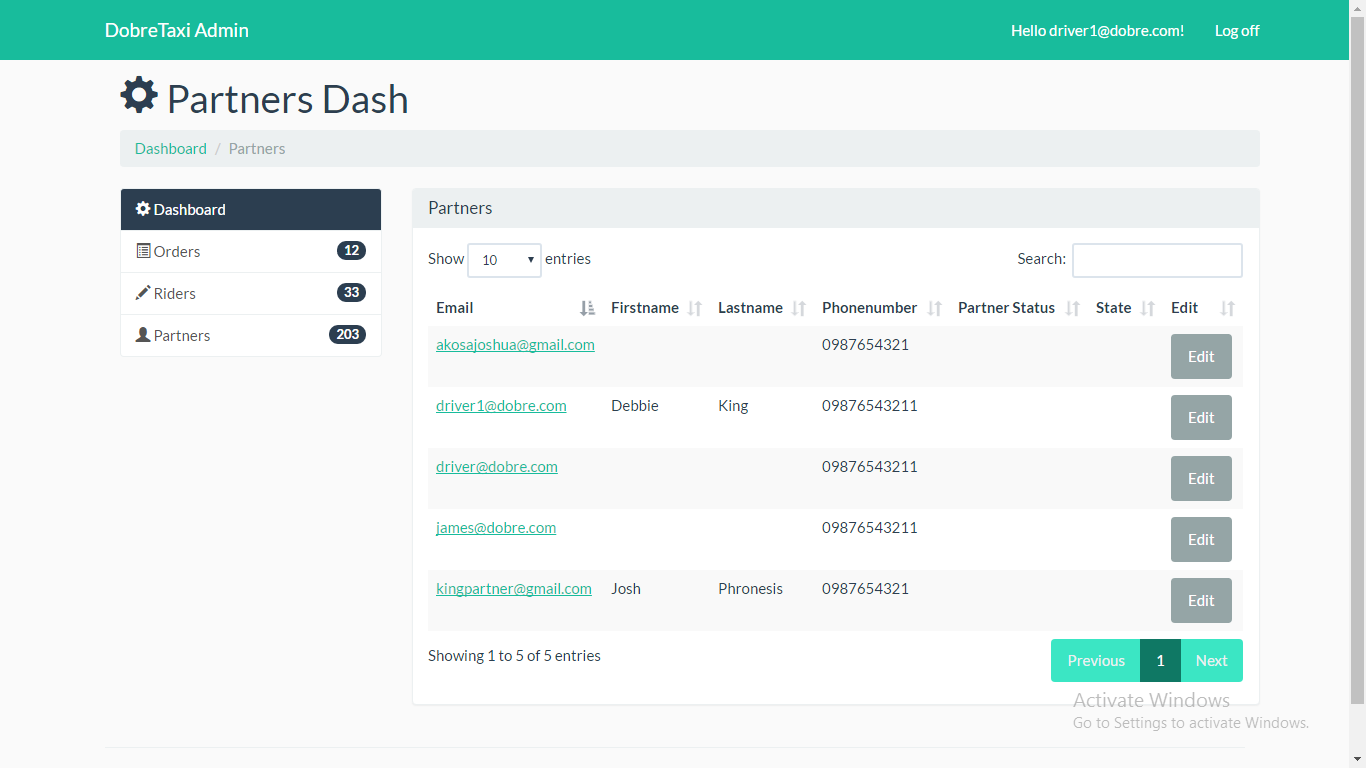 DobreTaxi Admin Hello driver1@dobre.com! Log off
Partners Dash
Dashboard / Partners
Dashboard
Orders 12
Riders 33
Partners 203
Partners
Show 10 entries Search:
Email Firstname Lastname Phonenumber Partner Status State Edit
akosajoshua@gmail.com 0987654321 Edit
driver1@dobre.com Debbie King 09876543211 Edit
driver@dobre.com 09876543211 Edit
james@dobre.com 09876543211 Edit
kingpartner@gmail.com Josh Phronesis 0987654321 Edit
Showing 1 to 5 of 5 entries Previous 1 Next
Activate Windows
Go to Settings to activate Windows.